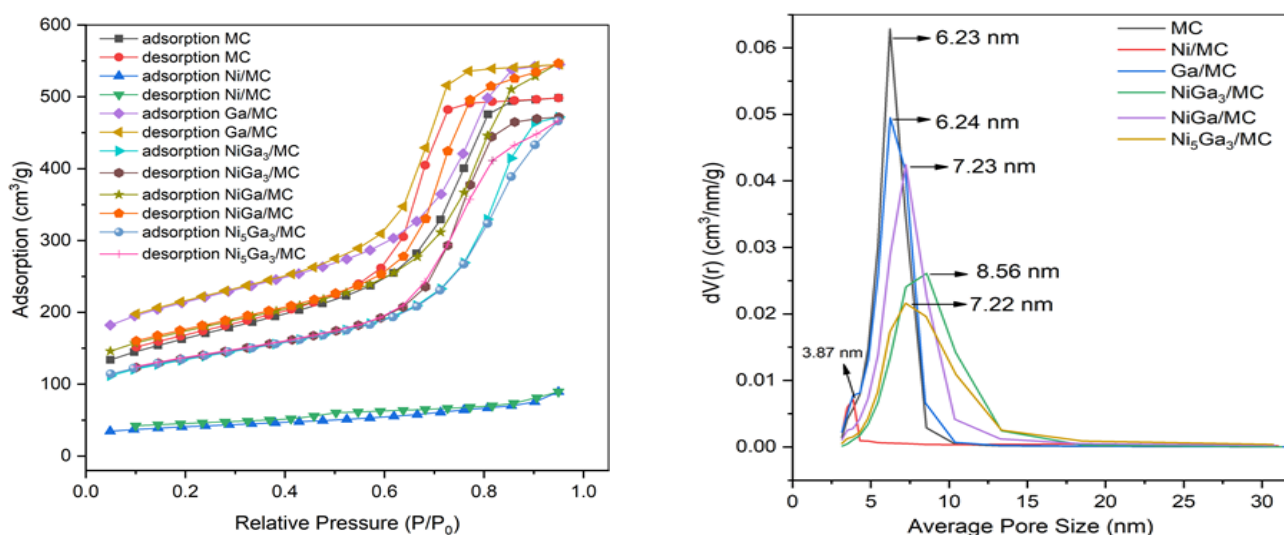 600
500
400
300
200
100
0
Adsorption (cm³/g)
adsorption MC
desorption MC
adsorption Ni/MC
desorption Ni/MC
adsorption Ga/MC
desorption Ga/MC
adsorption NiGa₃/MC
desorption NiGa₃/MC
adsorption NiGa/MC
desorption NiGa/MC
adsorption Ni₅Ga₃/MC
desorption Ni₅Ga₃/MC
0.0 0.2 0.4 0.6 0.8 1.0
Relative Pressure (P/P₀)
0.06
0.05
0.04
0.03
0.02
0.01
0.00
dV(r) (cm³/nm/g)
6.23 nm
6.24 nm
7.23 nm
8.56 nm
7.22 nm
3.87 nm
MC
Ni/MC
Ga/MC
NiGa₃/MC
NiGa/MC
Ni₅Ga₃/MC
0 5 10 15 20 25 30
Average Pore Size (nm)